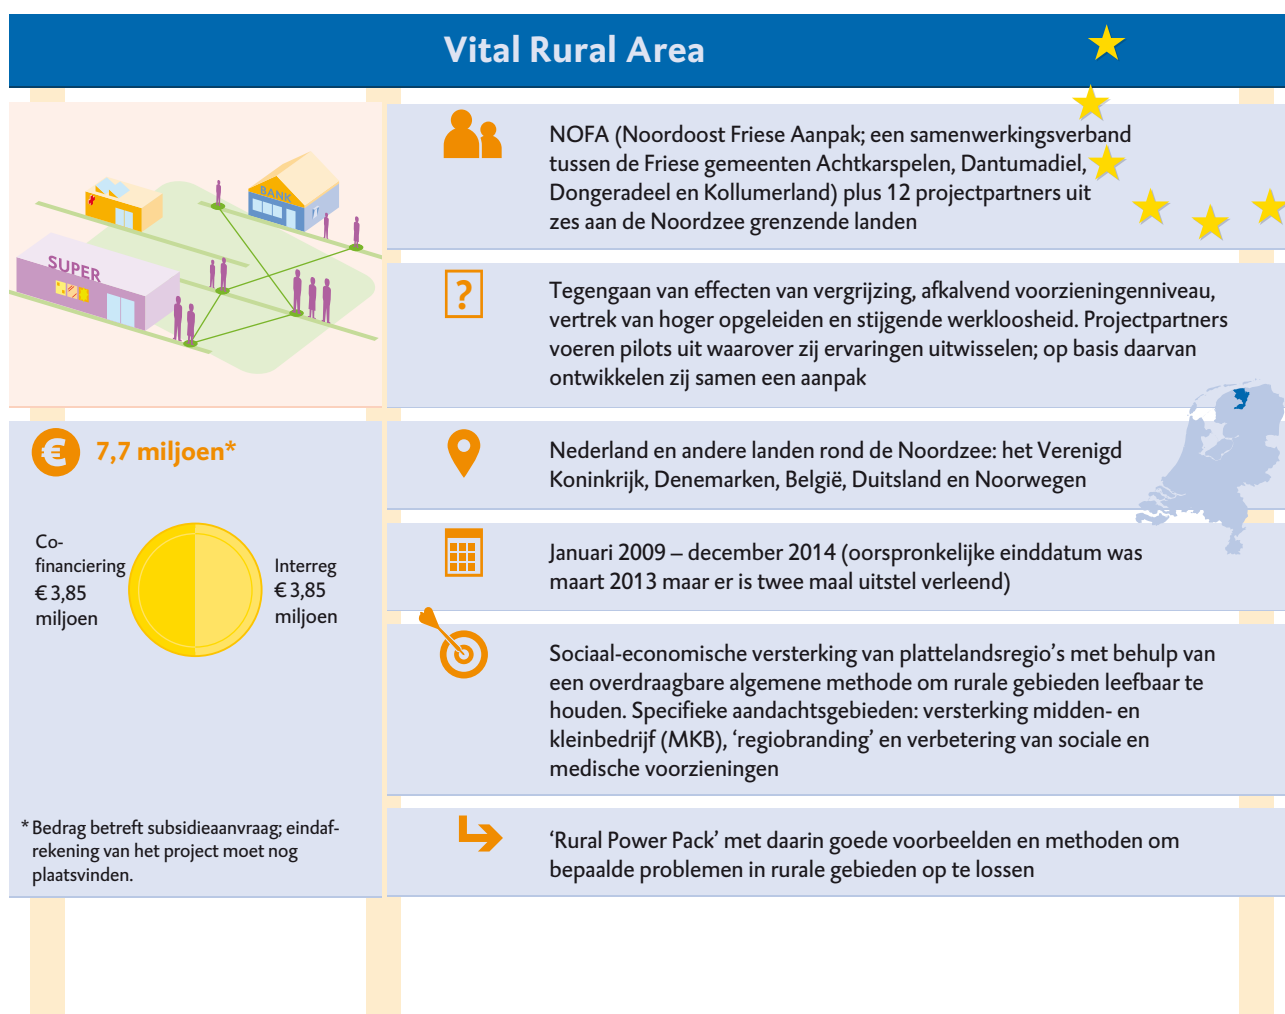 Vital Rural Area
BANK
SUPER
NOFA (Noordoost Friese Aanpak; een samenwerkingsverband
tussen de Friese gemeenten Achtkarspelen, Dantumadiel,
Dongeradeel en Kollumerland) plus 12 projectpartners uit
zes aan de Noordzee grenzende landen
?
Tegengaan van effecten van vergrijzing, afkalvend voorzieningenniveau,
vertrek van hoger opgeleiden en stijgende werkloosheid. Projectpartners
voeren pilots uit waarover zij ervaringen uitwisselen; op basis daarvan
ontwikkelen zij samen een aanpak
€ 7,7 miljoen*
Co-
financiering
€ 3,85
miljoen
Interreg
€ 3,85
miljoen
* Bedrag betreft subsidieaanvraag; eindaf-
rekening van het project moet nog
plaatsvinden.
Nederland en andere landen rond de Noordzee: het Verenigd
Koninkrijk, Denemarken, België, Duitsland en Noorwegen
Januari 2009 – december 2014 (oorspronkelijke einddatum was
maart 2013 maar er is twee maal uitstel verleend)
Sociaal-economische versterking van plattelandsregio's met behulp van
een overdraagbare algemene methode om rurale gebieden leefbaar te
houden. Specifieke aandachtsgebieden: versterking midden- en
kleinbedrijf (MKB), 'regiobranding' en verbetering van sociale en
medische voorzieningen
'Rural Power Pack' met daarin goede voorbeelden en methoden om
bepaalde problemen in rurale gebieden op te lossen